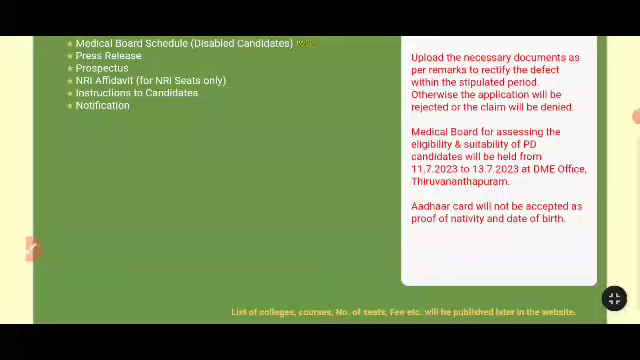 Medical Board Schedule (Disabled Candidates)
Press Release
Prospectus
NRI Affidavit (for NRI Seats only)
Instructions to Candidates
Notification
Upload the necessary documents as
per remarks to rectify the defect
within the stipulated period.
Otherwise the application will be
rejected or the claim will be denied.
Medical Board for assessing the
eligibility & suitability of PD
candidates will be held from
11.7.2023 to 13.7.2023 at DME Office,
Thiruvananthapuram.
Aadhaar card will not be accepted as
proof of nativity and date of birth.
List of colleges, courses, No. of seats, Fee etc. will be published later in the website.